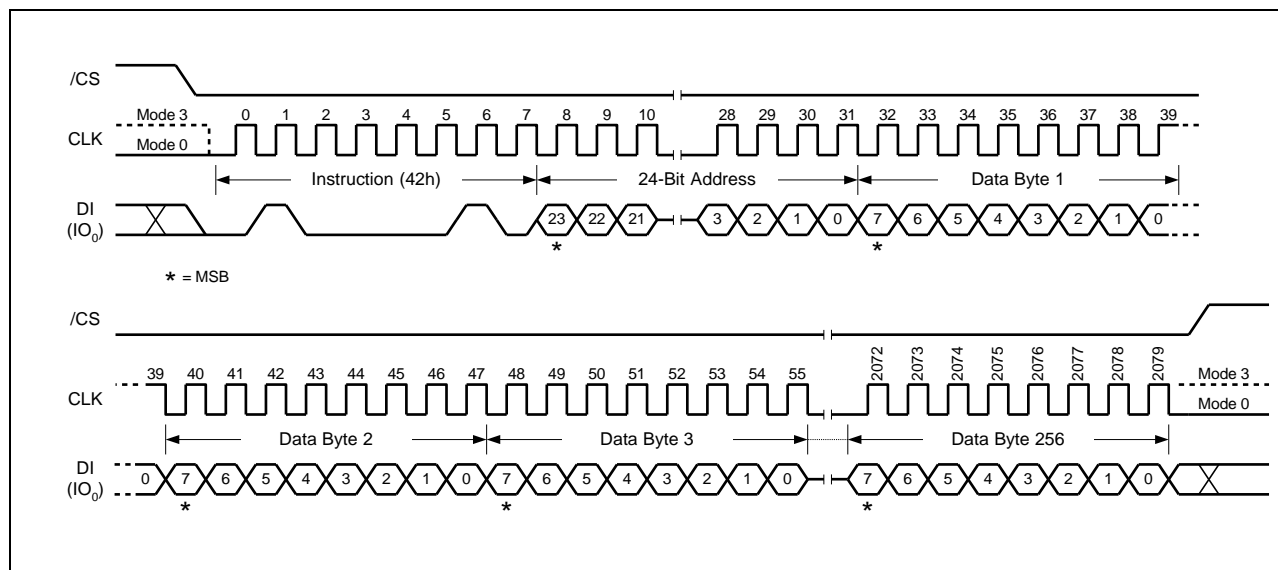 /CS
Mode 3 0 1 2 3 4 5 6 7 8 9 10 28 29 30 31 32 33 34 35 36 37 38 39
CLK
Mode 0
Instruction (42h) 24-Bit Address Data Byte 1
DI
(IO0)
23 22 21 3 2 1 0 7 6 5 4 3 2 1 0
* *
* = MSB
/CS
39 40 41 42 43 44 45 46 47 48 49 50 51 52 53 54 55 2072 2073 2074 2075 2076 2077 2078 2079 Mode 3
CLK
Mode 0
Data Byte 2 Data Byte 3 Data Byte 256
DI
(IO0)
0 7 6 5 4 3 2 1 0 7 6 5 4 3 2 1 0 7 6 5 4 3 2 1 0
* * *